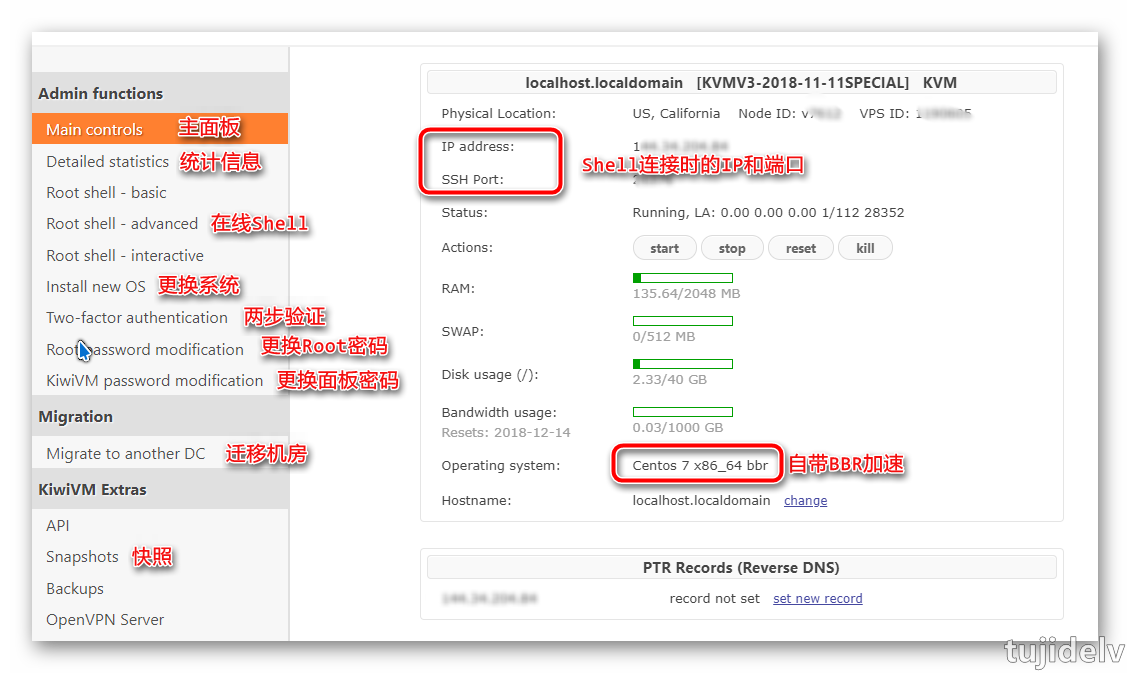 Admin functions
Main controls 主面板
Detailed statistics 统计信息
Root shell - basic
Root shell - advanced 在线Shell
Root shell - interactive
Install new OS 更换系统
Two-factor authentication 两步验证
Root password modification 更换Root密码
KiwiVM password modification 更换面板密码
Migration
Migrate to another DC 迁移机房
KiwiVM Extras
API
Snapshots 快照
Backups
OpenVPN Server
localhost.localdomain [KVMV3-2018-11-11SPECIAL] KVM
Physical Location: US, California Node ID: VPS ID:
IP address:
Shell连接时的IP和端口
SSH Port:
Status: Running, LA: 0.00 0.00 0.00 1/112 28352
Actions: start stop reset kill
RAM:
135.64/2048 MB
SWAP:
0/512 MB
Disk usage (/):
2.33/40 GB
Bandwidth usage:
Resets: 2018-12-14 0.03/1000 GB
Operating system: Centos 7 x86_64 bbr 自带BBR加速
Hostname: localhost.localdomain change
PTR Records (Reverse DNS)
record not set set new record
tujidelv